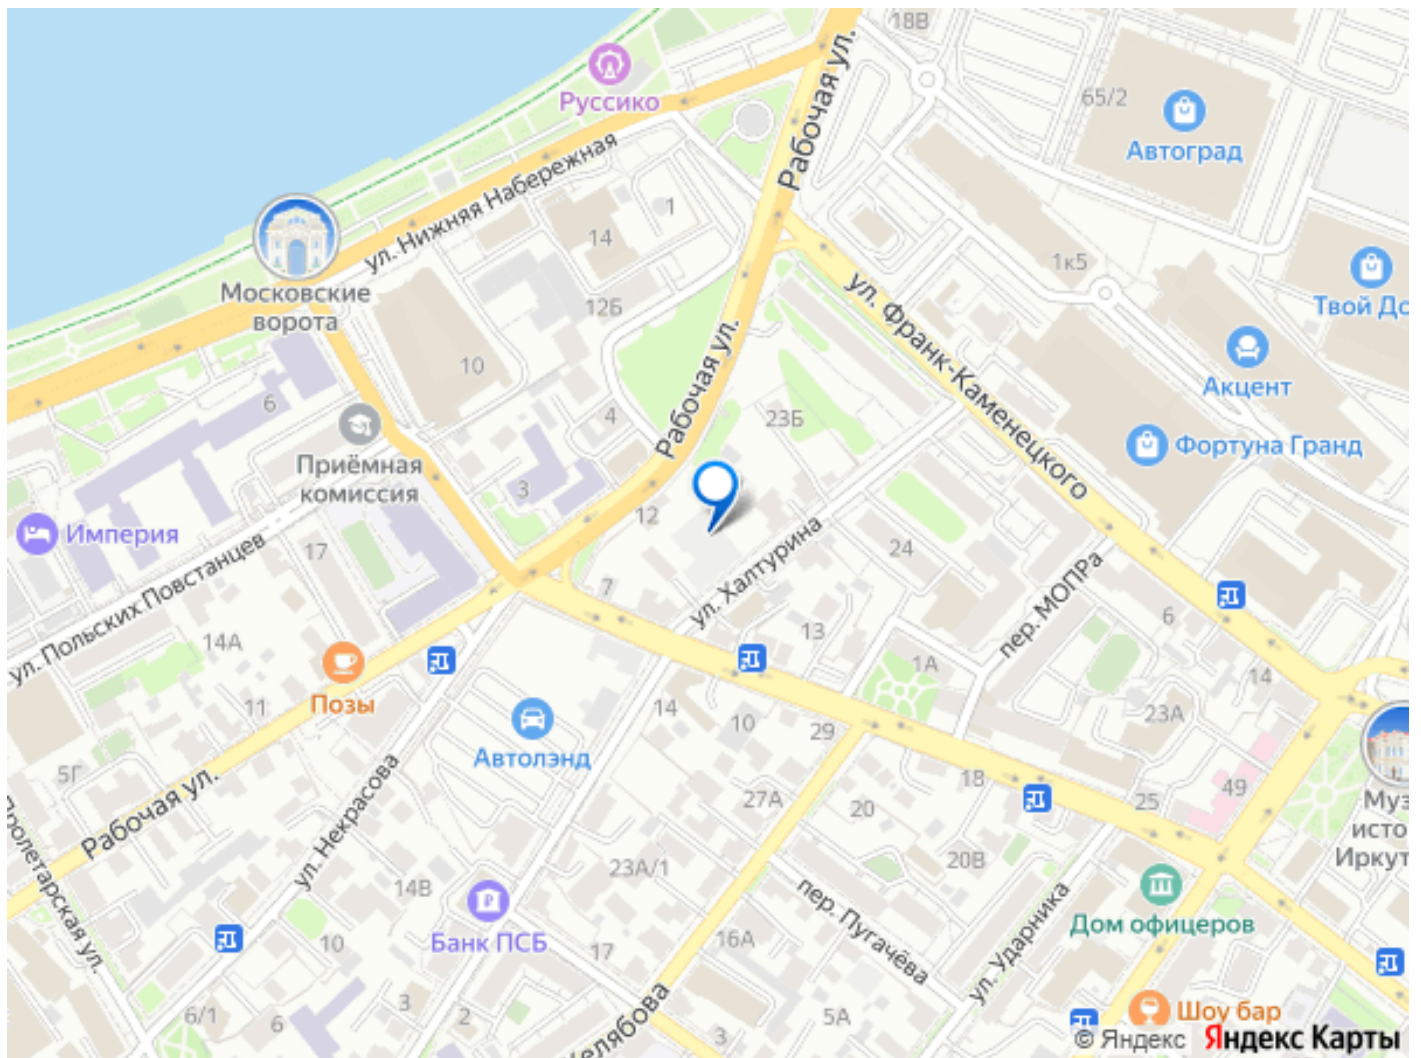 18В
Рабочая ул.
Руссико
65/2
Автоград
ул. Нижняя Набережная
1
14
1к5
Московские
ворота
12Б
ул. Франк-Каменецкого
Твой До
Рабочая ул.
10
Акцент
6
4
23Б
Фортуна Гранд
Приёмная
комиссия
3
12
Империя
17
24
ул. Халтурина
ул. Польских Повстанцев
7
пер. МОПРа
6
14А
13
1А
14
Позы
11
14
10
29
23А
Автолэнд
5Г
Рабочая ул.
ул. Некрасова
27А
20
18
25
49
Муз
исто
Иркут
Пролетарская ул.
14В
23А/1
20В
пер. Пугачёва
ул. Ударника
Дом офицеров
Банк ПСБ
10
17
16А
6/1
6
3
2
Челябова
3
5А
Шоу бар
© Яндекс Яндекс Карты